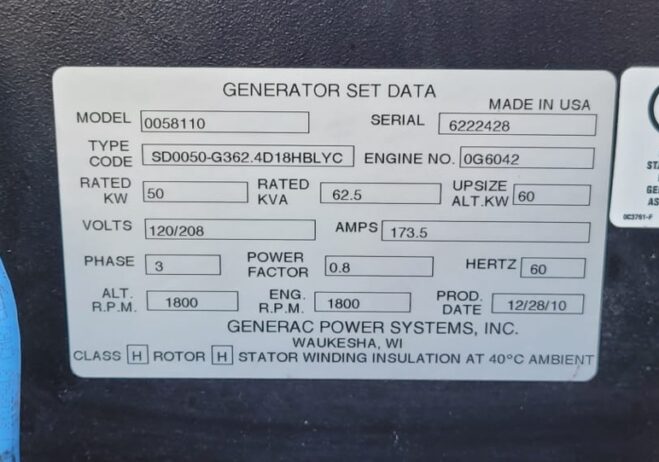 GENERATOR SET DATA
MADE IN USA
MODEL 0058110 SERIAL 6222428
TYPE CODE SD0050-G362.4D18HBLYC ENGINE NO. 0G6042
RATED KW 50 RATED KVA 62.5 UPSIZE ALT.KW 60
VOLTS 120/208 AMPS 173.5
PHASE 3 POWER FACTOR 0.8 HERTZ 60
ALT. R.P.M. 1800 ENG. R.P.M. 1800 PROD. DATE 12/28/10
GENERAC POWER SYSTEMS, INC.
WAUKESHA, WI
CLASS H ROTOR H STATOR WINDING INSULATION AT 40°C AMBIENT
0C3761-F